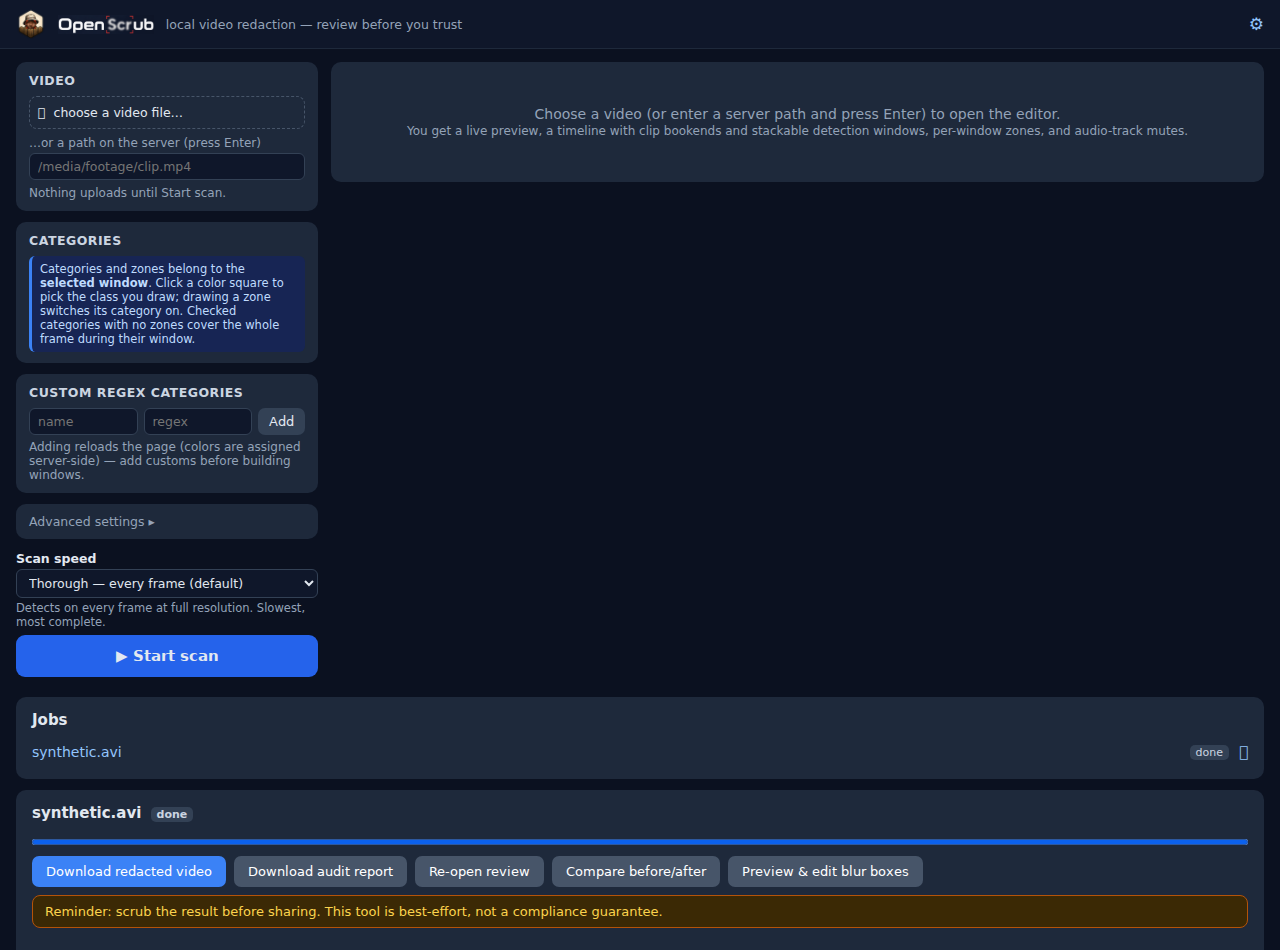 OpenScrub local video redaction — review before you trust
VIDEO
choose a video file...
...or a path on the server (press Enter)
/media/footage/clip.mp4
Nothing uploads until Start scan.
Choose a video (or enter a server path and press Enter) to open the editor.
You get a live preview, a timeline with clip bookends and stackable detection windows, per-window zones, and audio-track mutes.
CATEGORIES
Categories and zones belong to the
selected window. Click a color square to
pick the class you draw; drawing a zone
switches its category on. Checked
categories with no zones cover the whole
frame during their window.
CUSTOM REGEX CATEGORIES
name regex Add
Adding reloads the page (colors are assigned
server-side) — add customs before building
windows.
Advanced settings ▸
Scan speed
Thorough — every frame (default)
Detects on every frame at full resolution. Slowest,
most complete.
▶ Start scan
Jobs
synthetic.avi done
synthetic.avi done
Download redacted video Download audit report Re-open review Compare before/after Preview & edit blur boxes
Reminder: scrub the result before sharing. This tool is best-effort, not a compliance guarantee.